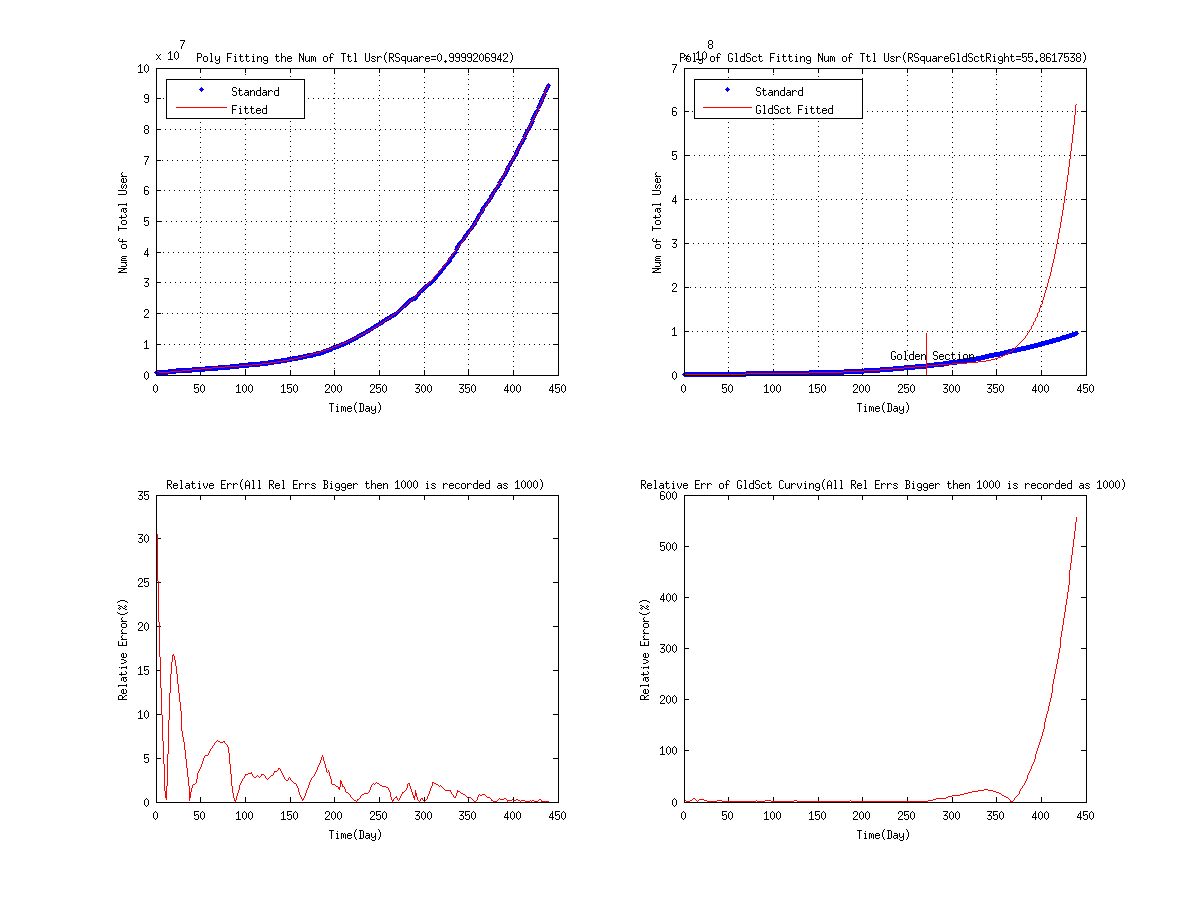 × 10^7
Poly Fitting the Num of Ttl Usr(RSquare=0.9999206942)
Standard
Fitted
Num of Total User
10
9
8
7
6
5
4
3
2
1
0
0 50 100 150 200 250 300 350 400 450
Time(Day)
× 10^8
Poly of GldSct Fitting Num of Ttl Usr(RSquareGldSctRight=55.8617538)
Standard
GldSct Fitted
Num of Total User
7
6
5
4
3
2
1
0
Golden Section
0 50 100 150 200 250 300 350 400 450
Time(Day)
Relative Err(All Rel Errs Bigger then 1000 is recorded as 1000)
Relative Error(%)
35
30
25
20
15
10
5
0
0 50 100 150 200 250 300 350 400 450
Time(Day)
Relative Err of GldSct Curving(All Rel Errs Bigger then 1000 is recorded as 1000)
Relative Error(%)
600
500
400
300
200
100
0
0 50 100 150 200 250 300 350 400 450
Time(Day)